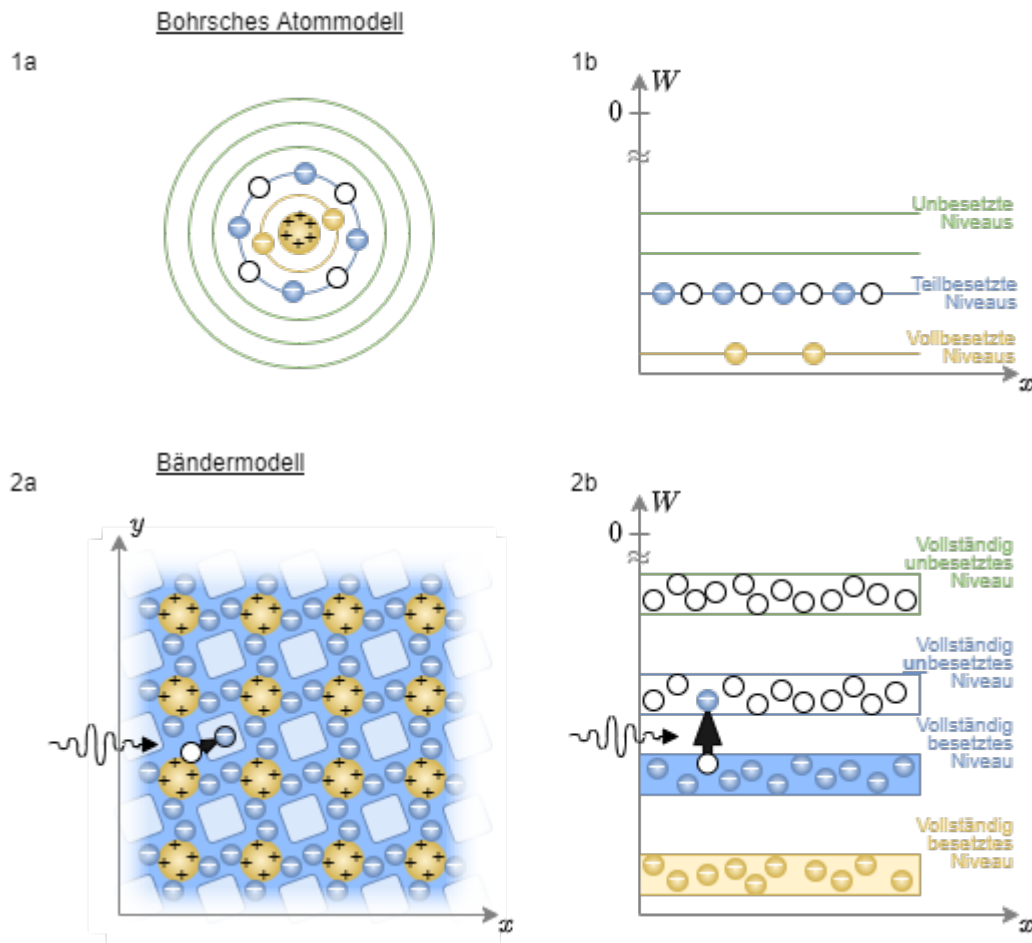 Bohrsches Atommodell
1a
1b
W
0
Unbesetzte
Niveaus
Teilbesetzte
Niveaus
Vollbesetzte
Niveaus
x
Bändermodell
2a
2b
y
x
W
0
Vollständig
unbesetztes
Niveau
Vollständig
unbesetztes
Niveau
Vollständig
besetztes
Niveau
Vollständig
besetztes
Niveau
x